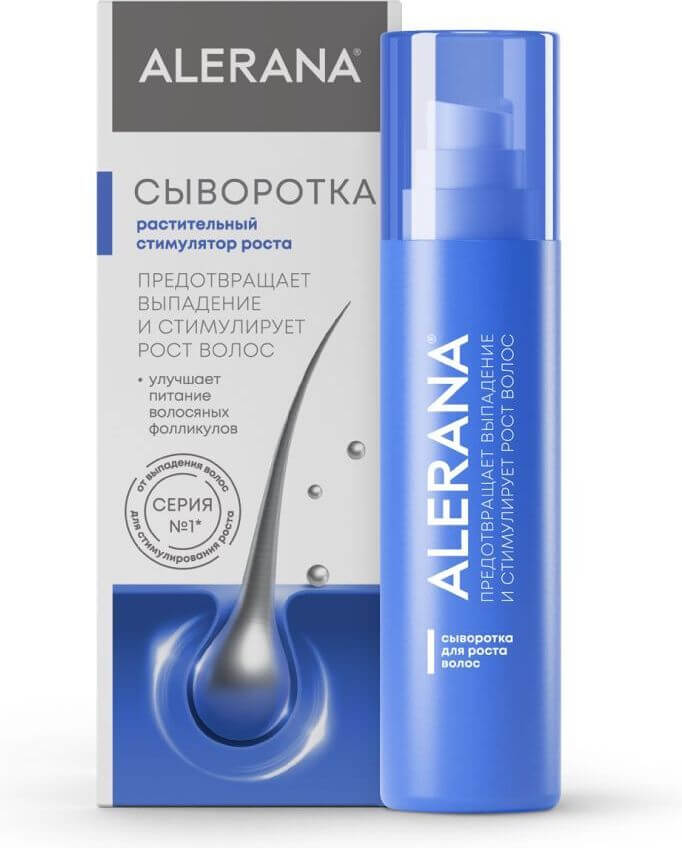 ALERANA®
СЫВОРОТКА
растительный
стимулятор роста
ПРЕДОТВРАЩАЕТ
ВЫПАДЕНИЕ
И СТИМУЛИРУЕТ
РОСТ ВОЛОС
• улучшает
питание
волосяных
фолликулов
от выпадения волос
СЕРИЯ
№1*
для стимулирования роста
ALERANA®
ПРЕДОТВРАЩАЕТ ВЫПАДЕНИЕ
И СТИМУЛИРУЕТ РОСТ ВОЛОС
сыворотка
для роста
волос